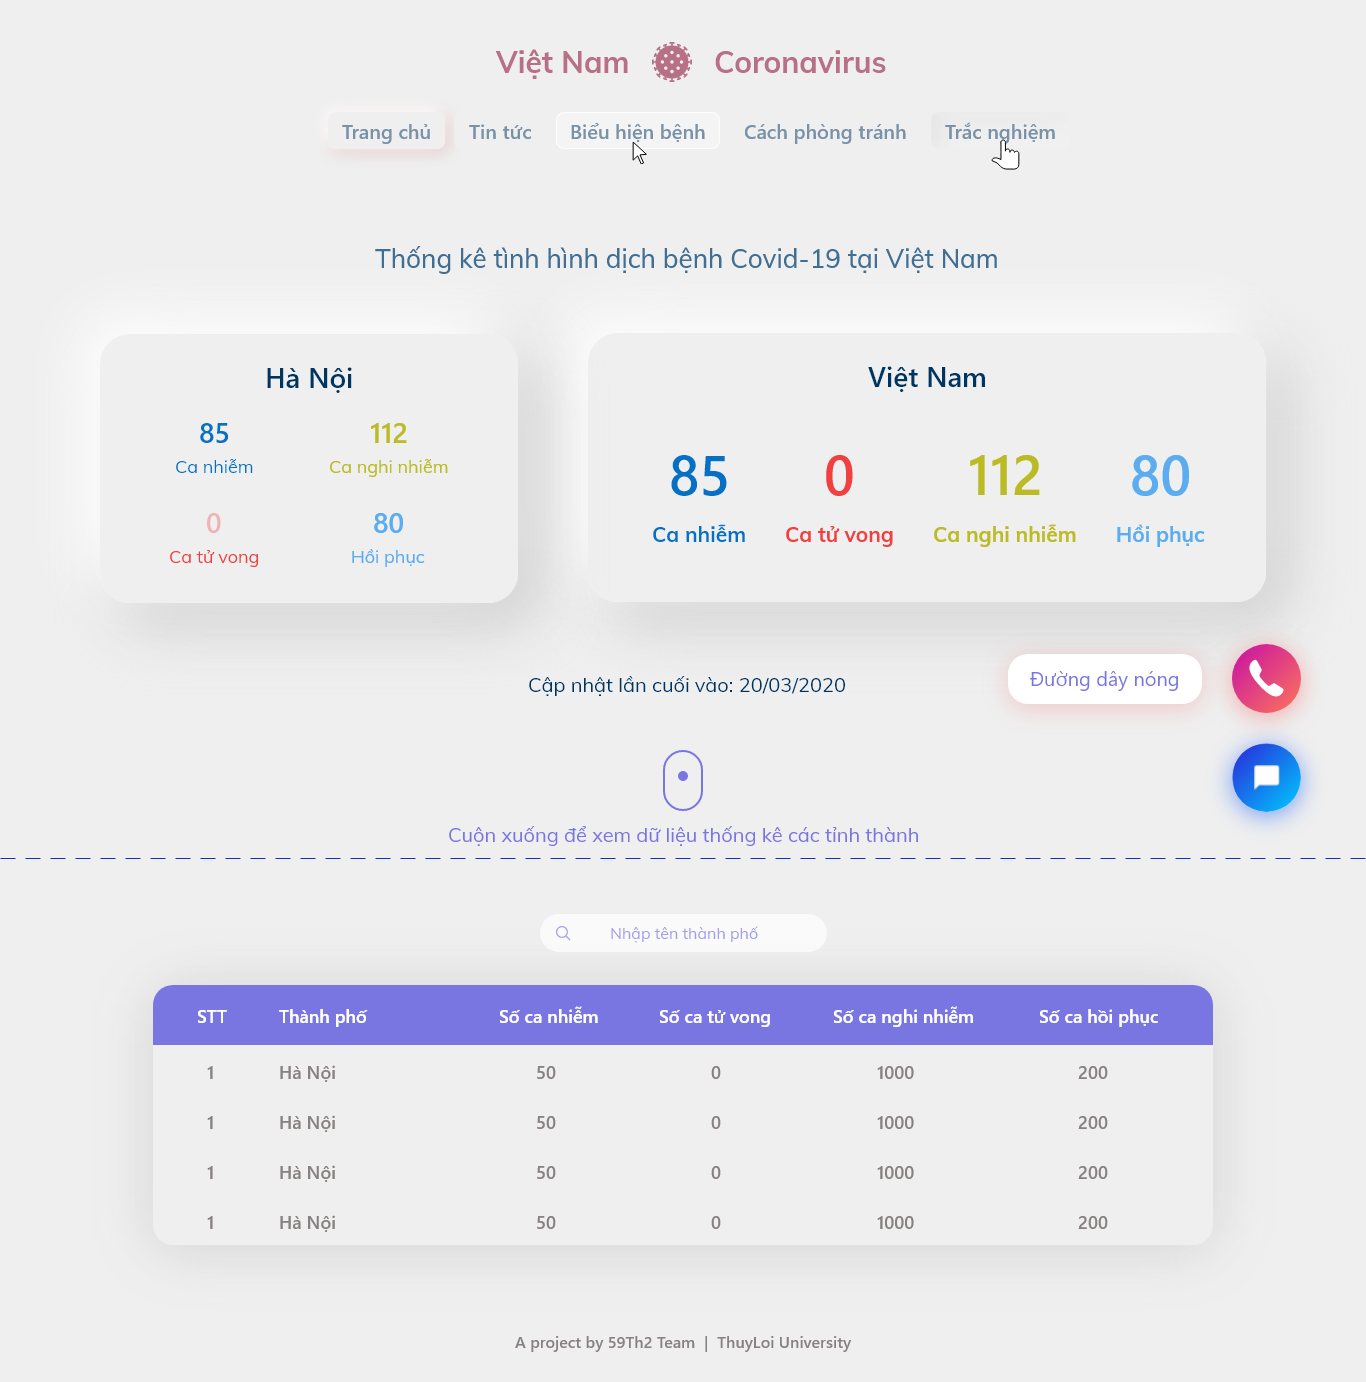 Việt Nam Coronavirus
Trang chủ Tin tức Biểu hiện bệnh Cách phòng tránh Trắc nghiệm
Thống kê tình hình dịch bệnh Covid-19 tại Việt Nam
Hà Nội
85 112
Ca nhiễm Ca nghi nhiễm
0 80
Ca tử vong Hồi phục
Việt Nam
85 0 112 80
Ca nhiễm Ca tử vong Ca nghi nhiễm Hồi phục
Cập nhật lần cuối vào: 20/03/2020
Đường dây nóng
Cuộn xuống để xem dữ liệu thống kê các tỉnh thành
Nhập tên thành phố
STT Thành phố Số ca nhiễm Số ca tử vong Số ca nghi nhiễm Số ca hồi phục
1 Hà Nội 50 0 1000 200
1 Hà Nội 50 0 1000 200
1 Hà Nội 50 0 1000 200
1 Hà Nội 50 0 1000 200
A project by 59Th2 Team | ThuyLoi University